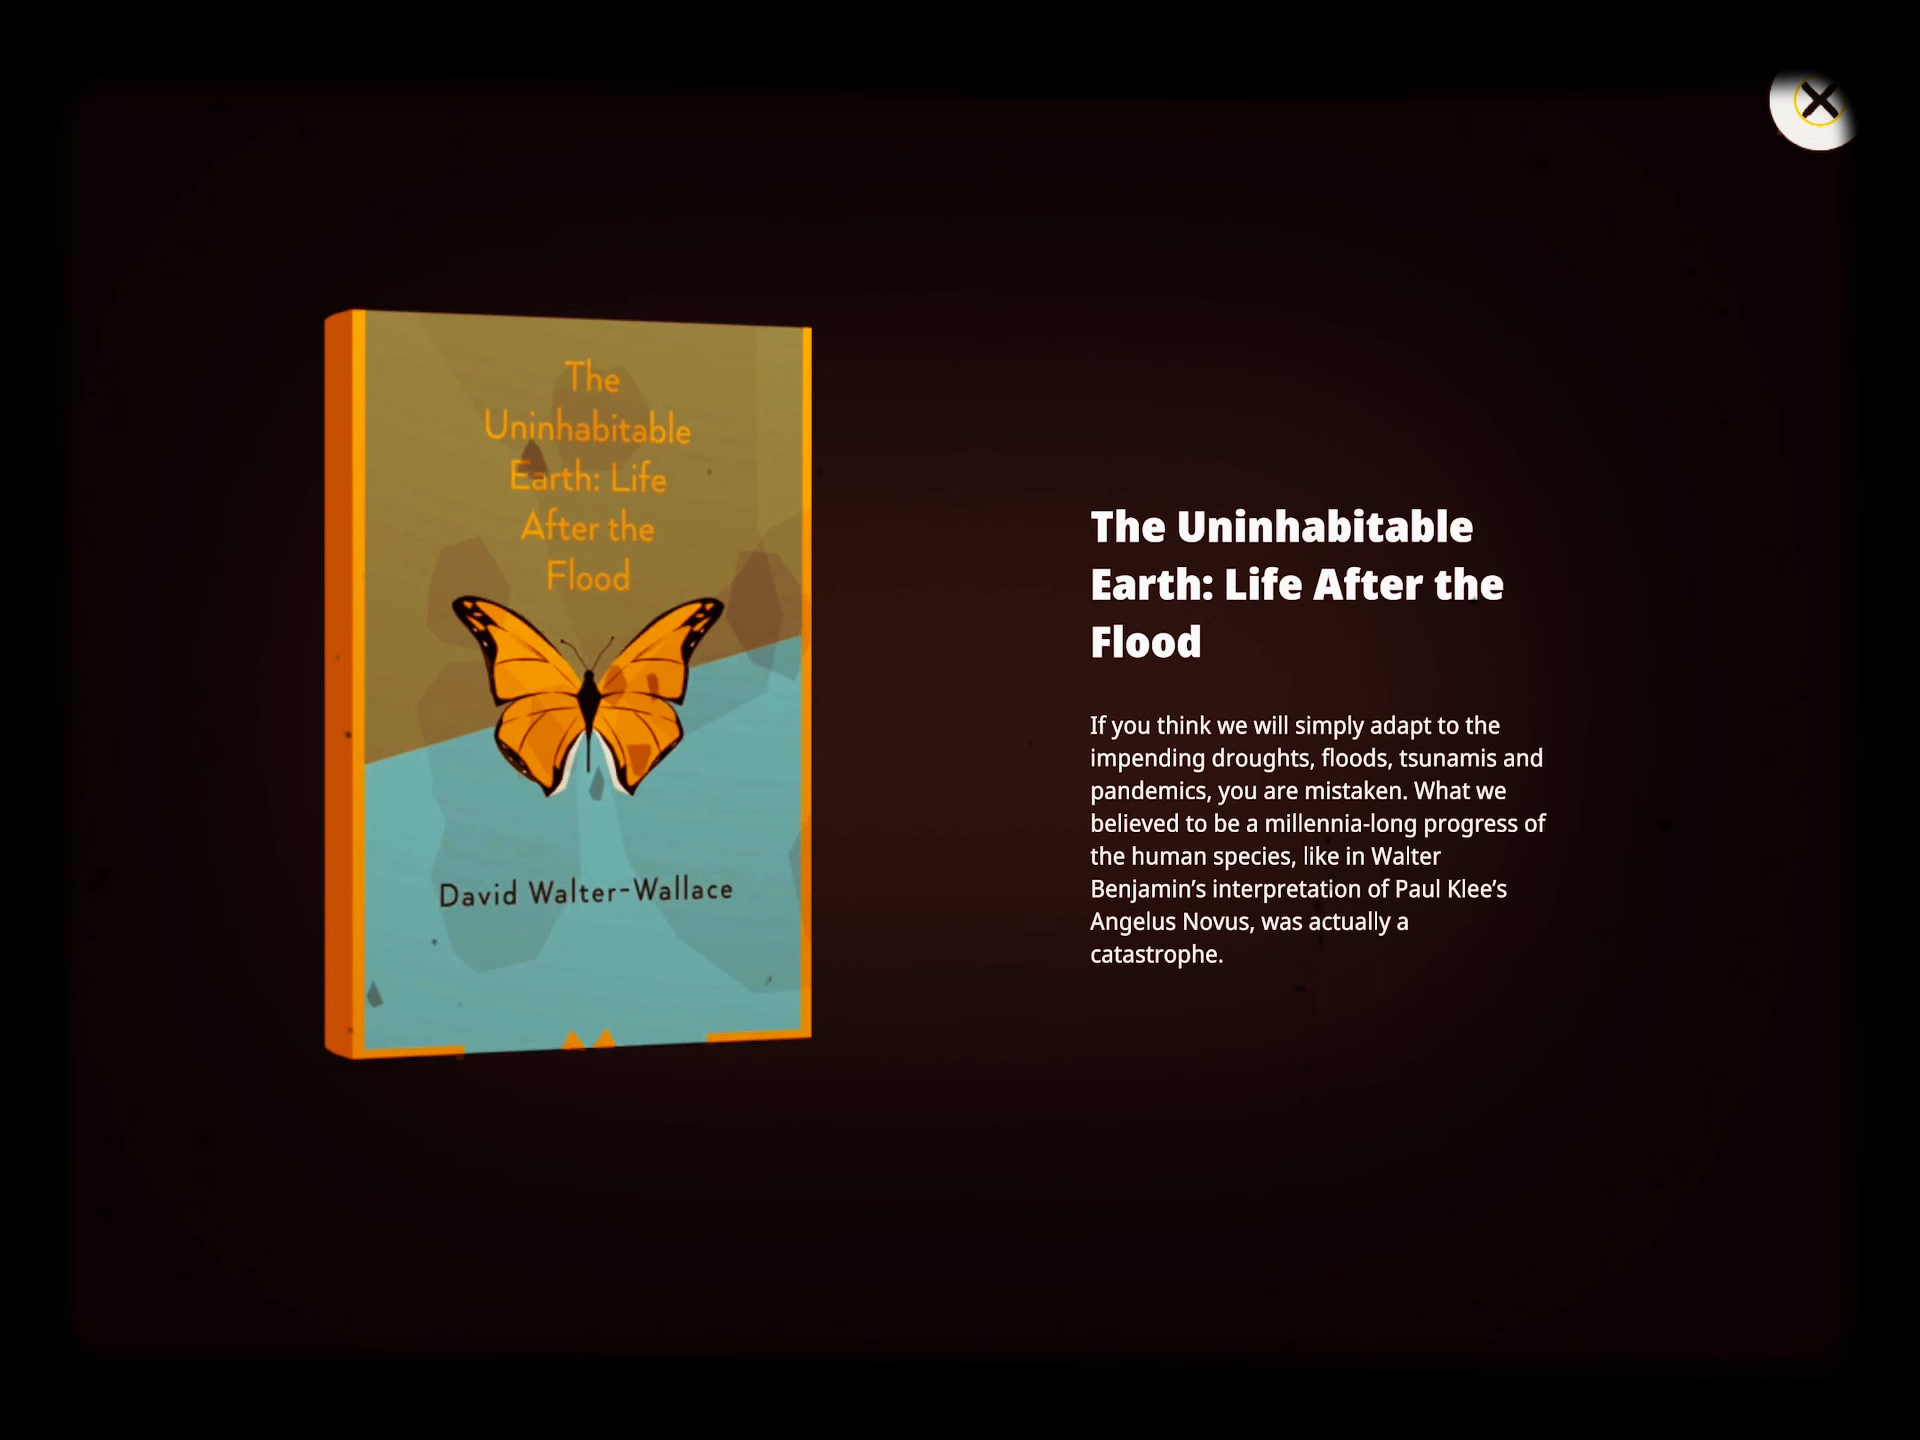 The
Uninhabitable
Earth: Life
After the
Flood
David Walter-Wallace
The Uninhabitable
Earth: Life After the
Flood
If you think we will simply adapt to the
impending droughts, floods, tsunamis and
pandemics, you are mistaken. What we
believed to be a millennia-long progress of
the human species, like in Walter
Benjamin’s interpretation of Paul Klee’s
Angelus Novus, was actually a
catastrophe.